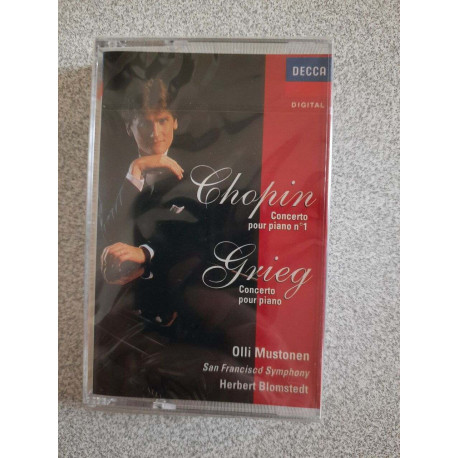 DECCA
DIGITAL
Chopin
Concerto
pour piano n°1
Grieg
Concerto
pour piano
Olli Mustonen
San Francisco Symphony
Herbert Blomstedt